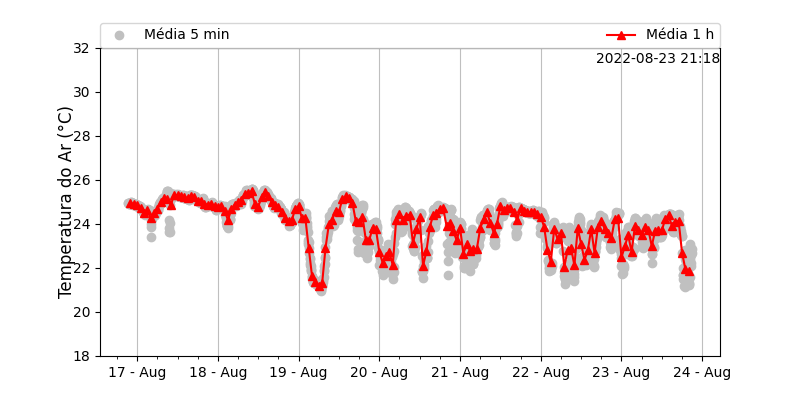 Média 5 min
Média 1 h
2022-08-23 21:18
Temperatura do Ar (°C)
32
30
28
26
24
22
20
18
17 - Aug
18 - Aug
19 - Aug
20 - Aug
21 - Aug
22 - Aug
23 - Aug
24 - Aug